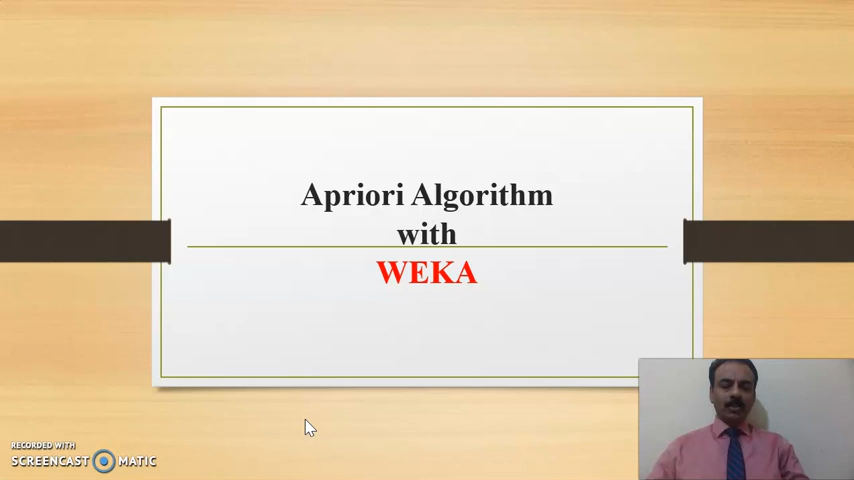 Apriori Algorithm
with
WEKA
RECORDED WITH
SCREENCAST MATIC